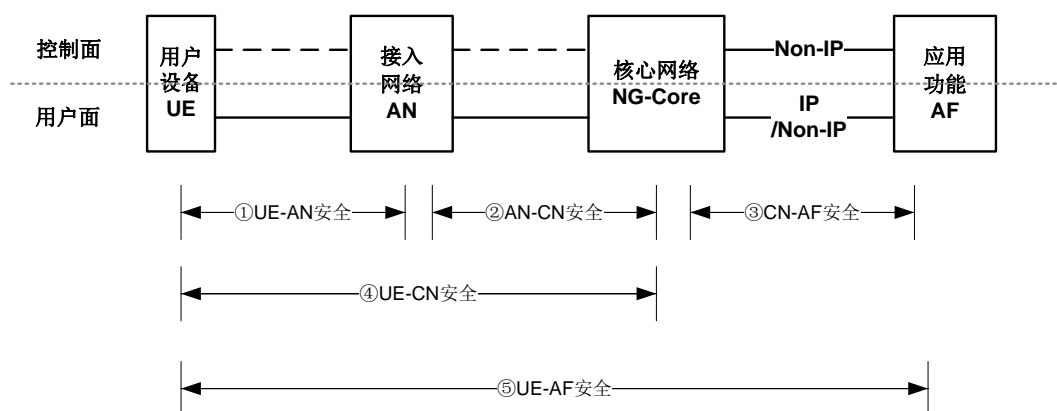 控制面
用户面
用户
设备
UE
接入
网络
AN
核心网络
NG-Core
Non-IP
IP
/Non-IP
应用
功能
AF
①UE-AN安全
②AN-CN安全
③CN-AF安全
④UE-CN安全
⑤UE-AF安全